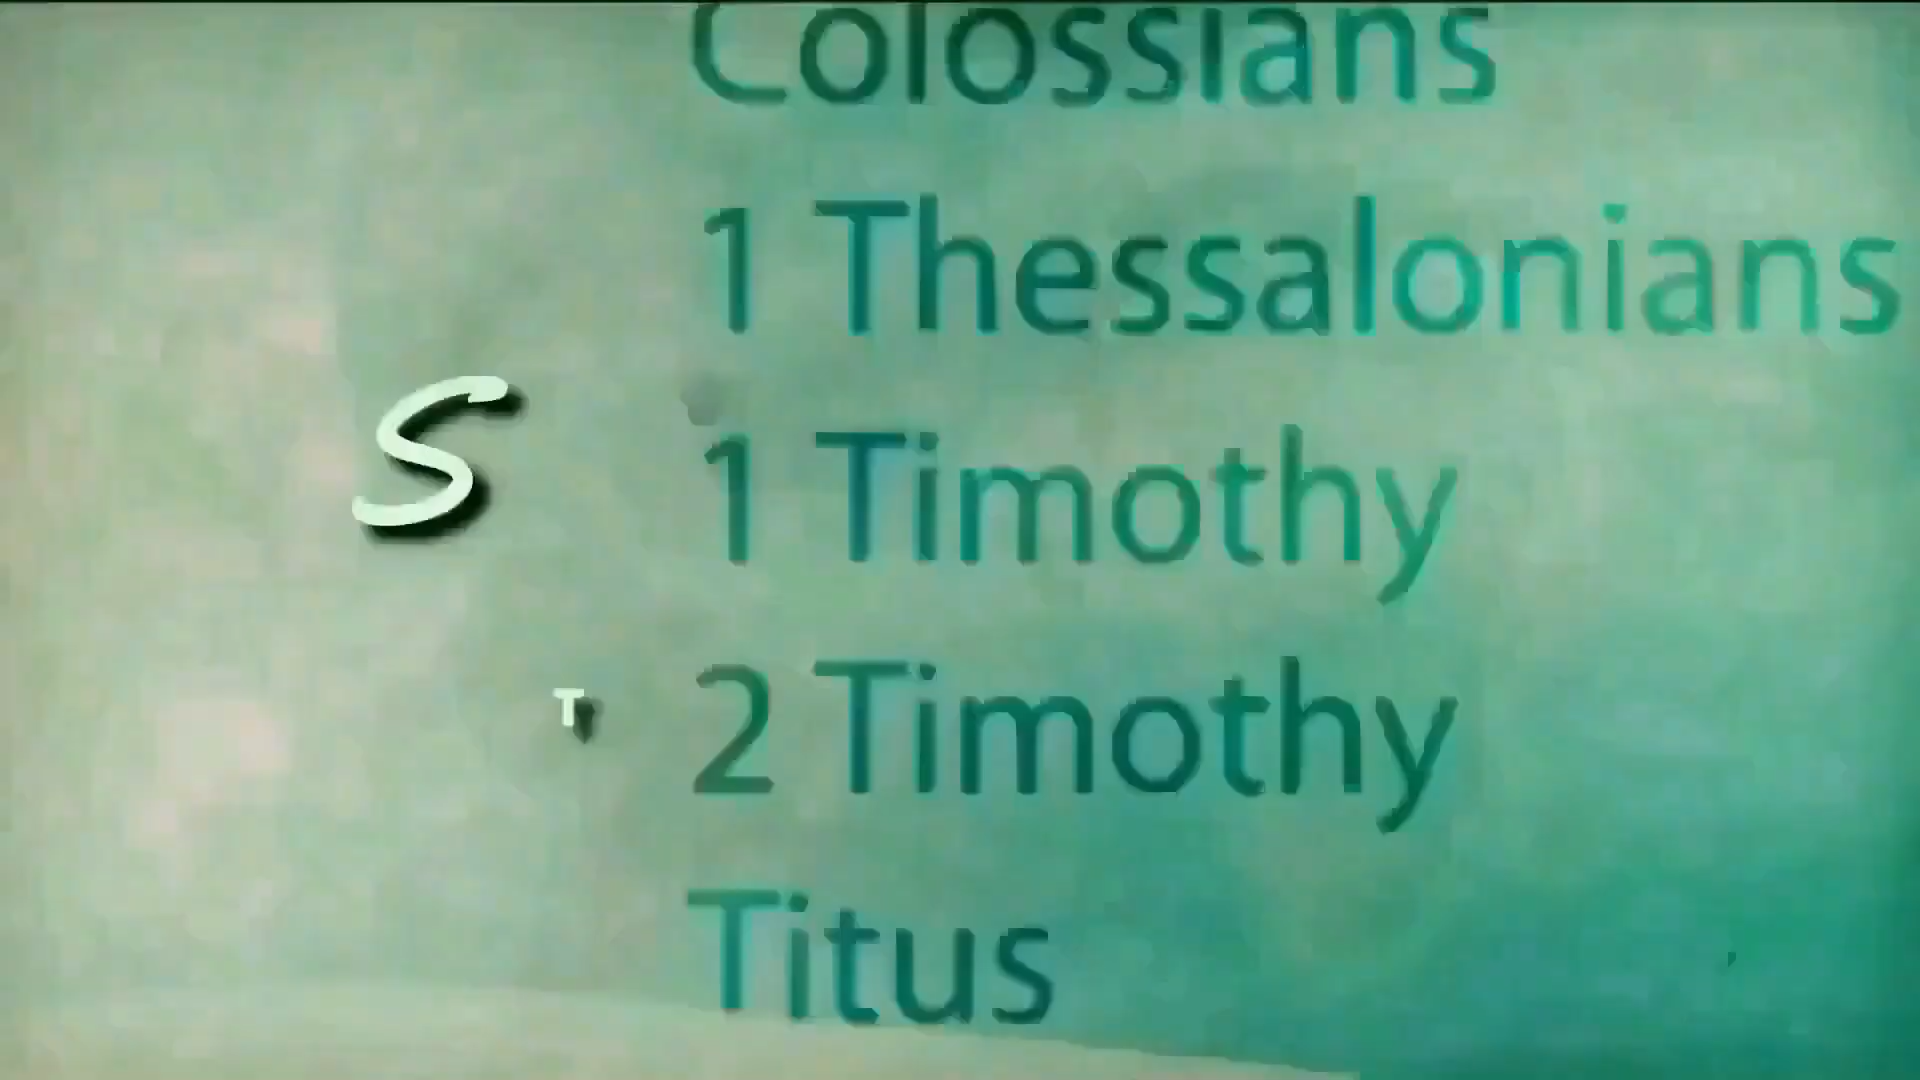 Colossians
1 Thessalonians
S
1 Timothy
T
2 Timothy
Titus